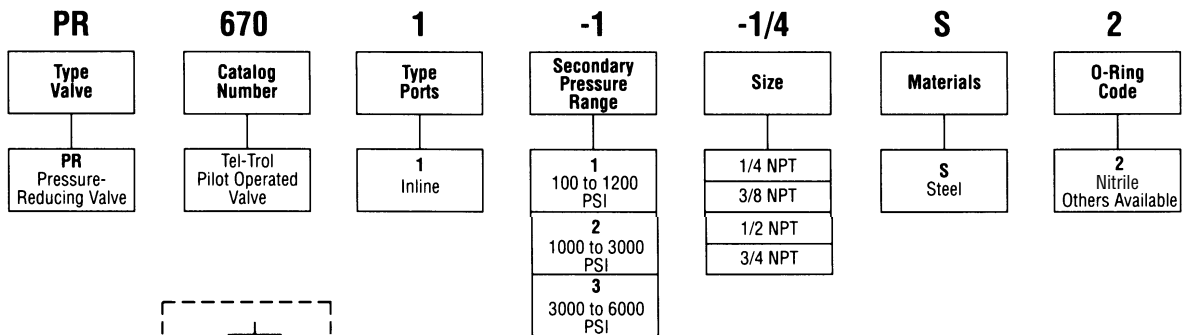 PR 670 1 -1 -1/4 S 2
Type
Valve
Catalog
Number
Type
Ports
Secondary
Pressure
Range
Size
Materials
O-Ring
Code
PR
Pressure-
Reducing Valve
Tel-Trol
Pilot Operated
Valve
1
Inline
1
100 to 1200
PSI
2
1000 to 3000
PSI
3
3000 to 6000
PSI
1/4 NPT
3/8 NPT
1/2 NPT
3/4 NPT
S
Steel
2
Nitrile
Others Available